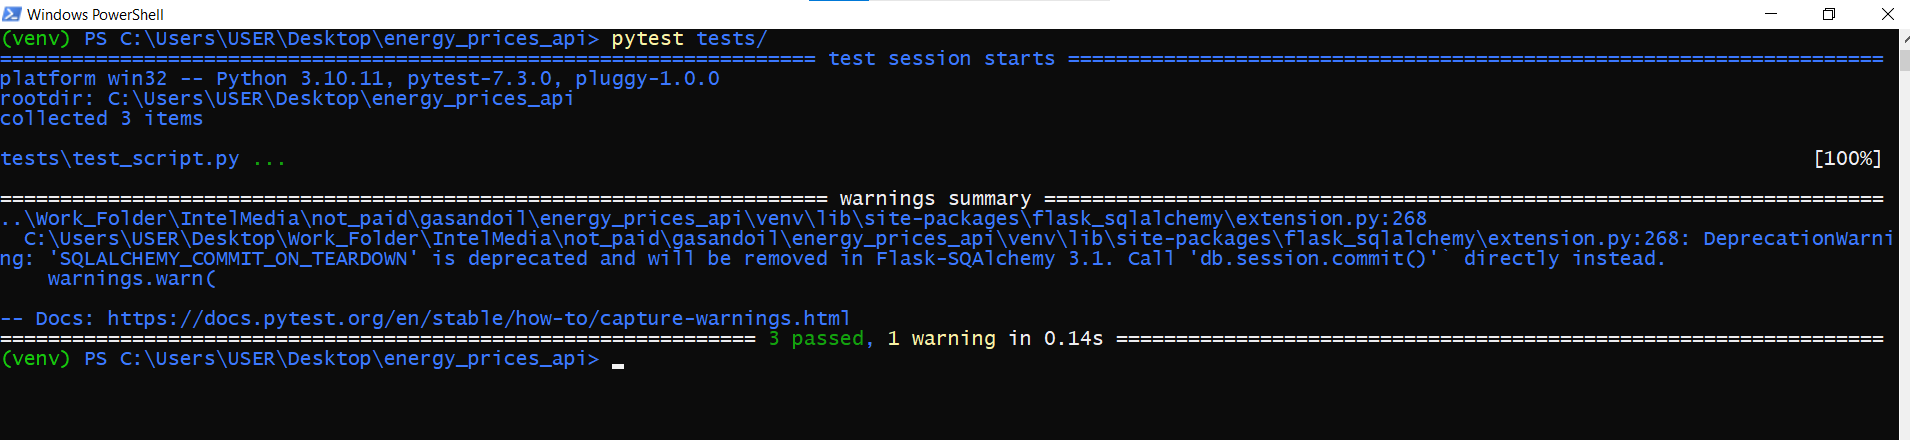 Windows PowerShell
(venv) PS C:\Users\USER\Desktop\energy_prices_api> pytest tests/
===================================================================== test session starts =====================================================================
platform win32 -- Python 3.10.11, pytest-7.3.0, pluggy-1.0.0
rootdir: C:\Users\USER\Desktop\energy_prices_api
collected 3 items
tests\test_script.py ... [100%]
====================================================================== warnings summary =======================================================================
..\Work_Folder\IntelMedia\not_paid\gasandoil\energy_prices_api\venv\lib\site-packages\flask_sqlalchemy\extension.py:268
C:\Users\USER\Desktop\Work_Folder\IntelMedia\not_paid\gasandoil\energy_prices_api\venv\lib\site-packages\flask_sqlalchemy\extension.py:268: DeprecationWarni
ng: 'SQLALCHEMY_COMMIT_ON_TEARDOWN' is deprecated and will be removed in Flask-SQAlchemy 3.1. Call 'db.session.commit()'` directly instead.
warnings.warn(
-- Docs: https://docs.pytest.org/en/stable/how-to/capture-warnings.html
================================================================ 3 passed, 1 warning in 0.14s =================================================================
(venv) PS C:\Users\USER\Desktop\energy_prices_api>